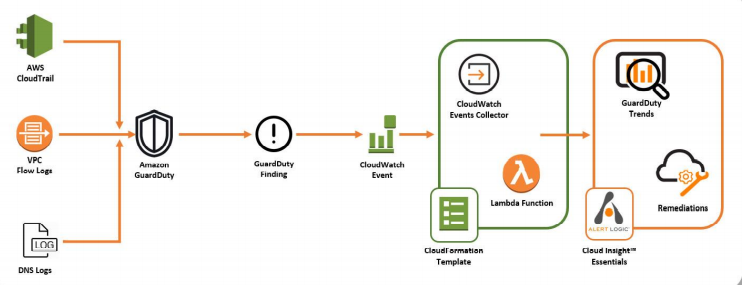 AWS
CloudTrail
VPC
Flow Logs
LOG
DNS Logs
Amazon
GuardDuty
GuardDuty
Finding
CloudWatch
Event
CloudWatch
Events Collector
λ
Lambda Function
CloudFormation
Template
GuardDuty
Trends
Remediations
ALERT LOGIC
Cloud Insight™
Essentials